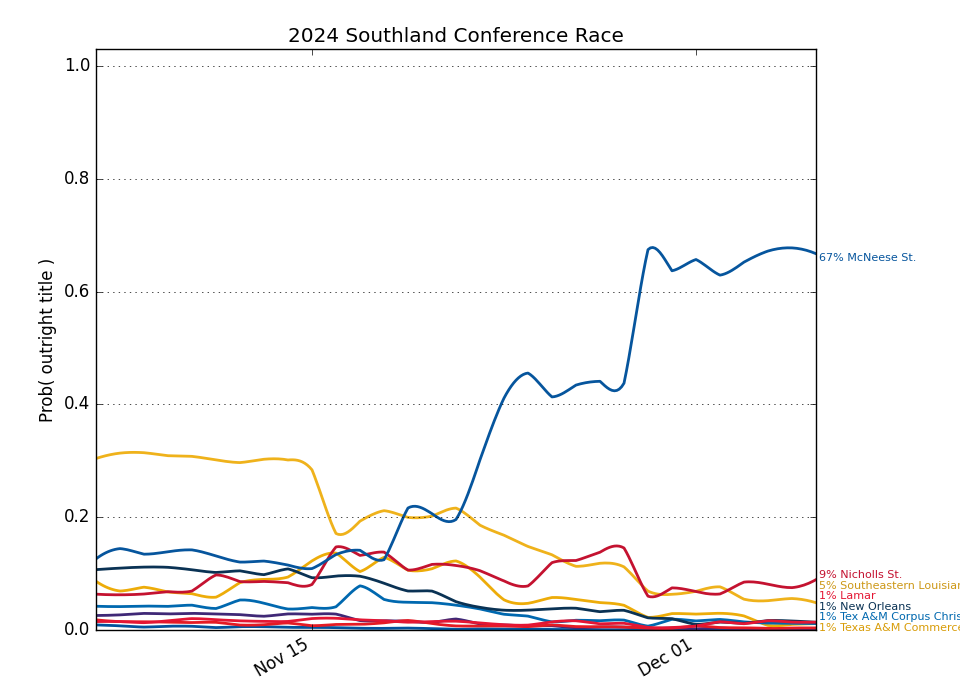 2024 Southland Conference Race
1.0
0.8
0.6
0.4
0.2
0.0
Prob( outright title )
Nov 15
Dec 01
67% McNeese St.
9% Nicholls St.
5% Southeastern Louisian
1% Lamar
1% New Orleans
1% Tex A&M Corpus Chris
1% Texas A&M Commerce